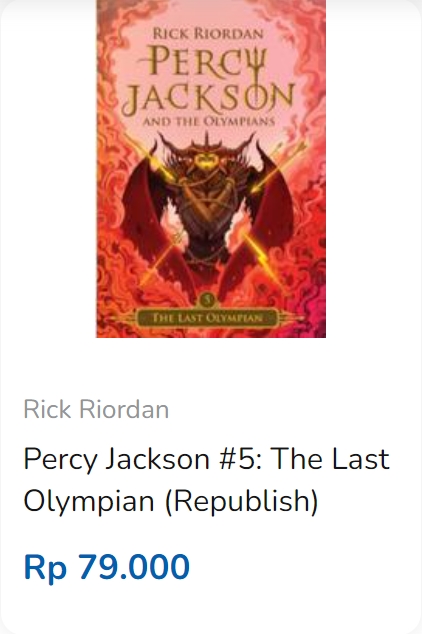 RICK RIORDAN
PERCY
JACKSON
AND THE OLYMPIANS
5
THE LAST OLYMPIAN
Rick Riordan
Percy Jackson #5: The Last
Olympian (Republish)
Rp 79.000